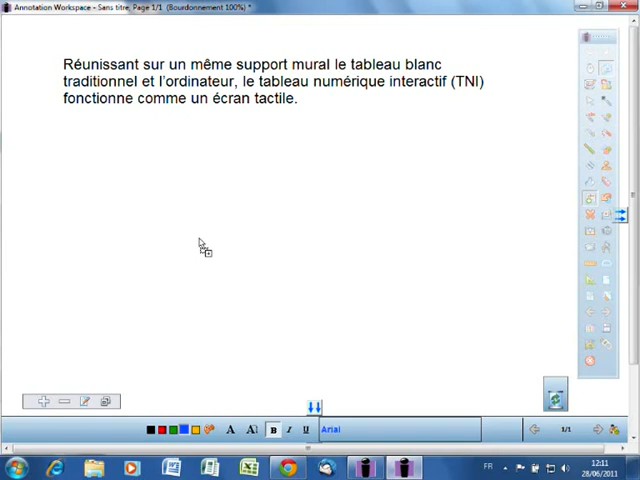 Annotation Workspace - Sans titre, Page 1/1 (Bourdonnement 100%) *
Réunissant sur un même support mural le tableau blanc
traditionnel et l'ordinateur, le tableau numérique interactif (TNI)
fonctionne comme un écran tactile.
A A B I U Arial 1/1
FR 12:11
28/06/2011